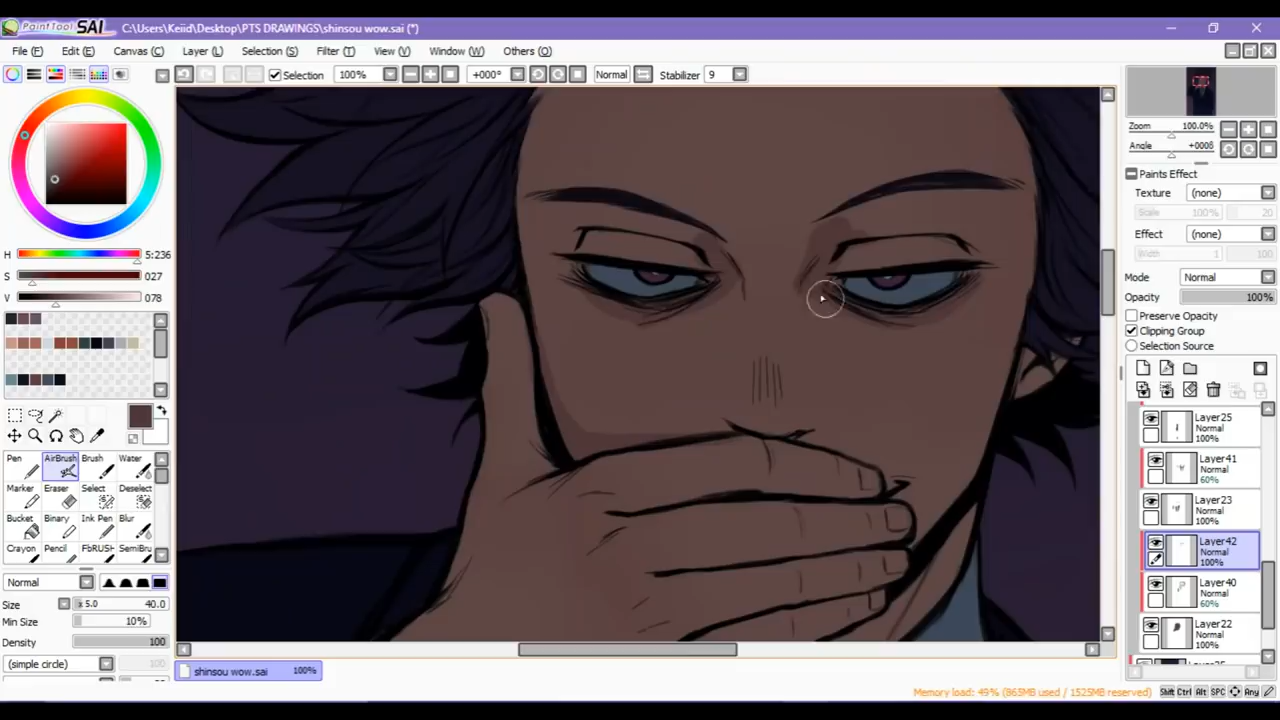 PaintTool SAI C:\Users\Keiid\Desktop\PTS DRAWINGS\shinsou wow.sai (*)
File (F) Edit (E) Canvas (C) Layer (L) Selection (S) Filter (T) View (V) Window (W) Others (O)
Selection 100% +000° Normal Stabilizer 9
Zoom 100.0%
Angle +000δ
Paints Effect
Texture (none)
Scale 100% 20
Effect (none)
Width 1 100
Mode Normal
Opacity 100%
Preserve Opacity
Clipping Group
Selection Source
H 5:236
S 027
V 078
Pen AirBrush Brush Water
Marker Eraser Select Deselect
Bucket Binary Ink Pen Blur
Crayon Pencil FbRUSH SemiBru
Normal
Size x 5.0 40.0
Min Size 10%
Density 100
(simple circle) 100
Layer25
Normal
100%
Layer41
Normal
60%
Layer23
Normal
100%
Layer42
Normal
100%
Layer40
Normal
60%
Layer22
Normal
100%
shinsou wow.sai 100%
Memory load: 49% (865MB used / 1525MB reserved) Shift Ctrl Alt SPC Any